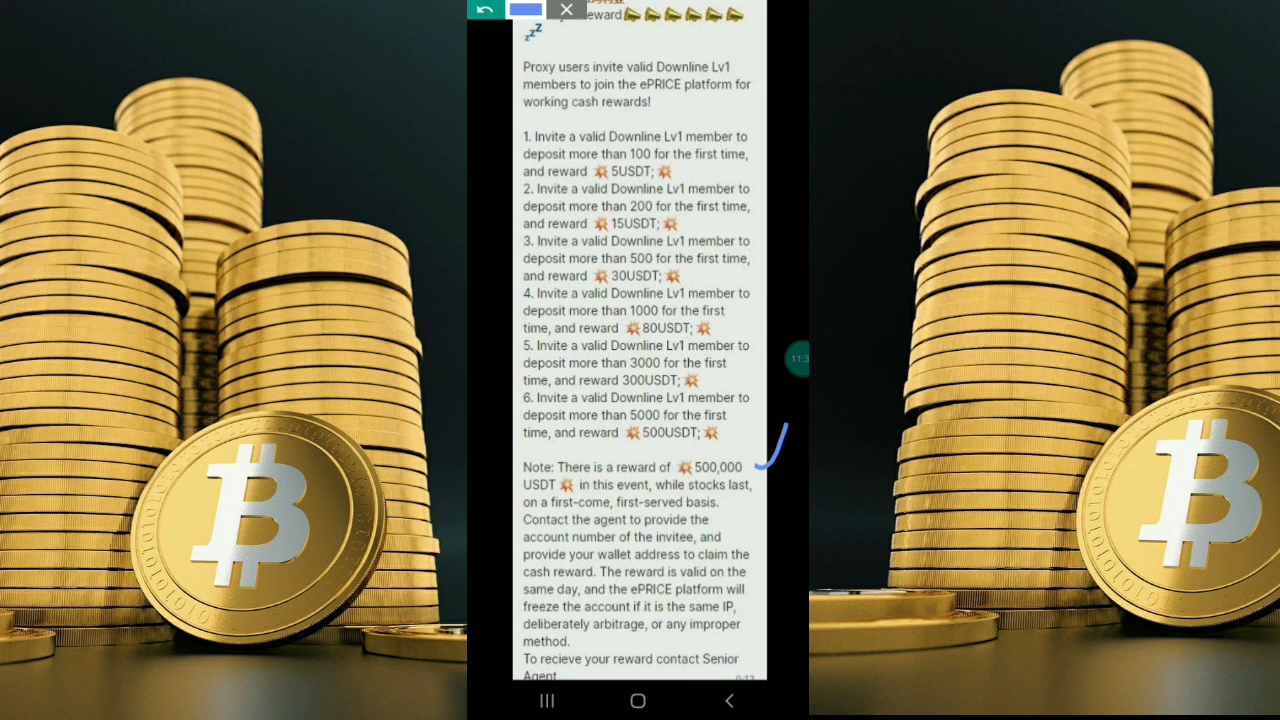 eward
Proxy users invite valid Downline Lv1
members to join the ePRICE platform for
working cash rewards!
1. Invite a valid Downline Lv1 member to
deposit more than 100 for the first time,
and reward 💥5USDT;💥
2. Invite a valid Downline Lv1 member to
deposit more than 200 for the first time,
and reward 💥15USDT;💥
3. Invite a valid Downline Lv1 member to
deposit more than 500 for the first time,
and reward 💥30USDT;💥
4. Invite a valid Downline Lv1 member to
deposit more than 1000 for the first
time, and reward 💥80USDT;💥
5. Invite a valid Downline Lv1 member to
deposit more than 3000 for the first
time, and reward 300USDT;💥
6. Invite a valid Downline Lv1 member to
deposit more than 5000 for the first
time, and reward 💥500USDT;💥
Note: There is a reward of 💥500,000
USDT💥 in this event, while stocks last,
on a first-come, first-served basis.
Contact the agent to provide the
account number of the invitee, and
provide your wallet address to claim the
cash reward. The reward is valid on the
same day, and the ePRICE platform will
freeze the account if it is the same IP,
deliberately arbitrage, or any improper
method.
To recieve your reward contact Senior
Agent